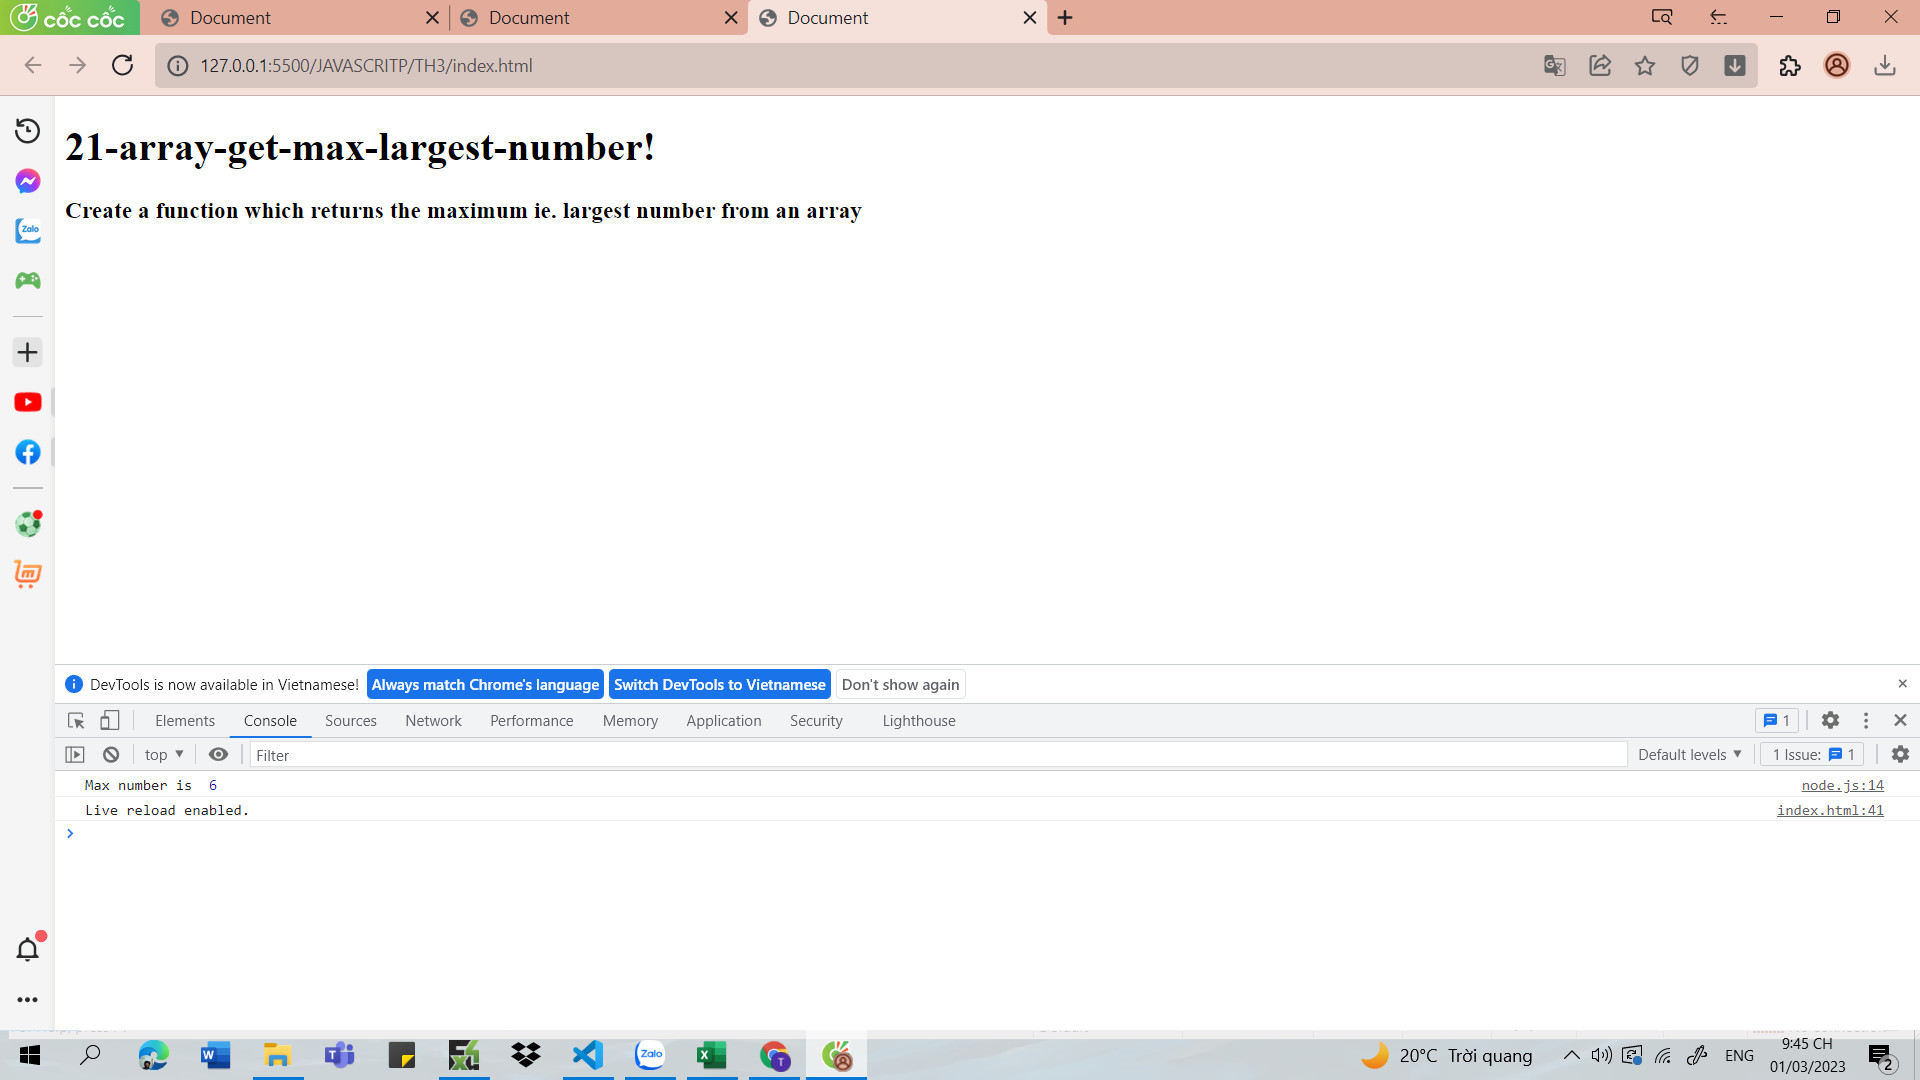 cốc cốc
Document
Document
Document
127.0.0.1:5500/JAVASCRITP/TH3/index.html
Zalo
21-array-get-max-largest-number!
Create a function which returns the maximum ie. largest number from an array
DevTools is now available in Vietnamese!
Always match Chrome's language
Switch DevTools to Vietnamese
Don't show again
Elements
Console
Sources
Network
Performance
Memory
Application
Security
Lighthouse
1
top
Filter
Default levels
1 Issue: 1
Max number is  6
node.js:14
Live reload enabled.
index.html:41
Zalo
20°C Trời quang
ENG
9:45 CH
01/03/2023
2